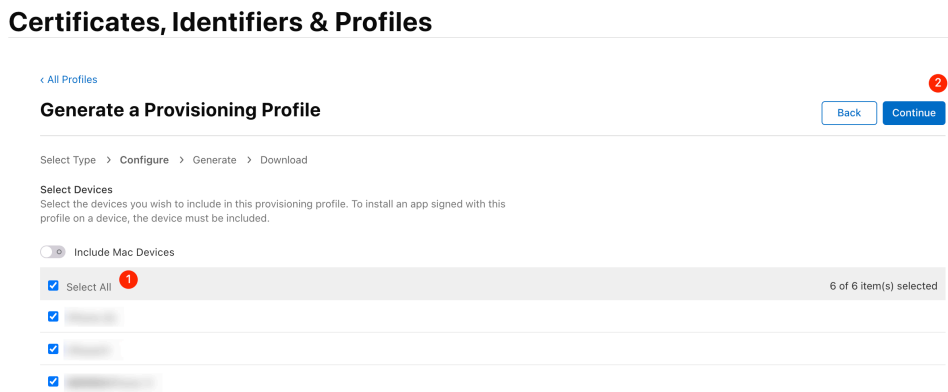 Certificates, Identifiers & Profiles
‹ All Profiles
2
Generate a Provisioning Profile
Back
Continue
Select Type > Configure > Generate > Download
Select Devices
Select the devices you wish to include in this provisioning profile. To install an app signed with this
profile on a device, the device must be included.
Include Mac Devices
Select All 1
6 of 6 item(s) selected